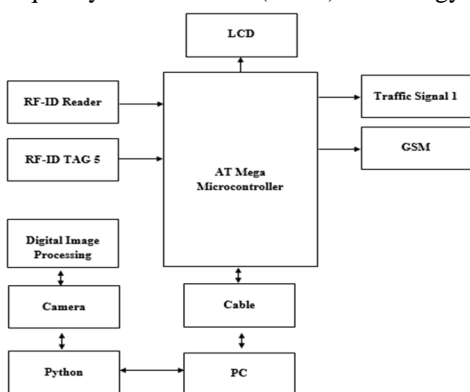 LCD
RF-ID Reader
Traffic Signal 1
GSM
RF-ID TAG 5
AT Mega
Microcontroller
Digital Image
Processing
Camera
Cable
Python
PC